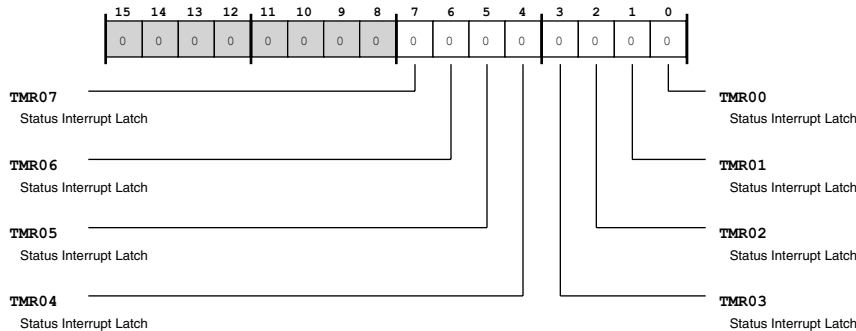 15 14 13 12 11 10 9 8 7 6 5 4 3 2 1 0
0 0 0 0 0 0 0 0 0 0 0 0 0 0 0 0
TMR07
Status Interrupt Latch
TMR06
Status Interrupt Latch
TMR05
Status Interrupt Latch
TMR04
Status Interrupt Latch
TMR00
Status Interrupt Latch
TMR01
Status Interrupt Latch
TMR02
Status Interrupt Latch
TMR03
Status Interrupt Latch